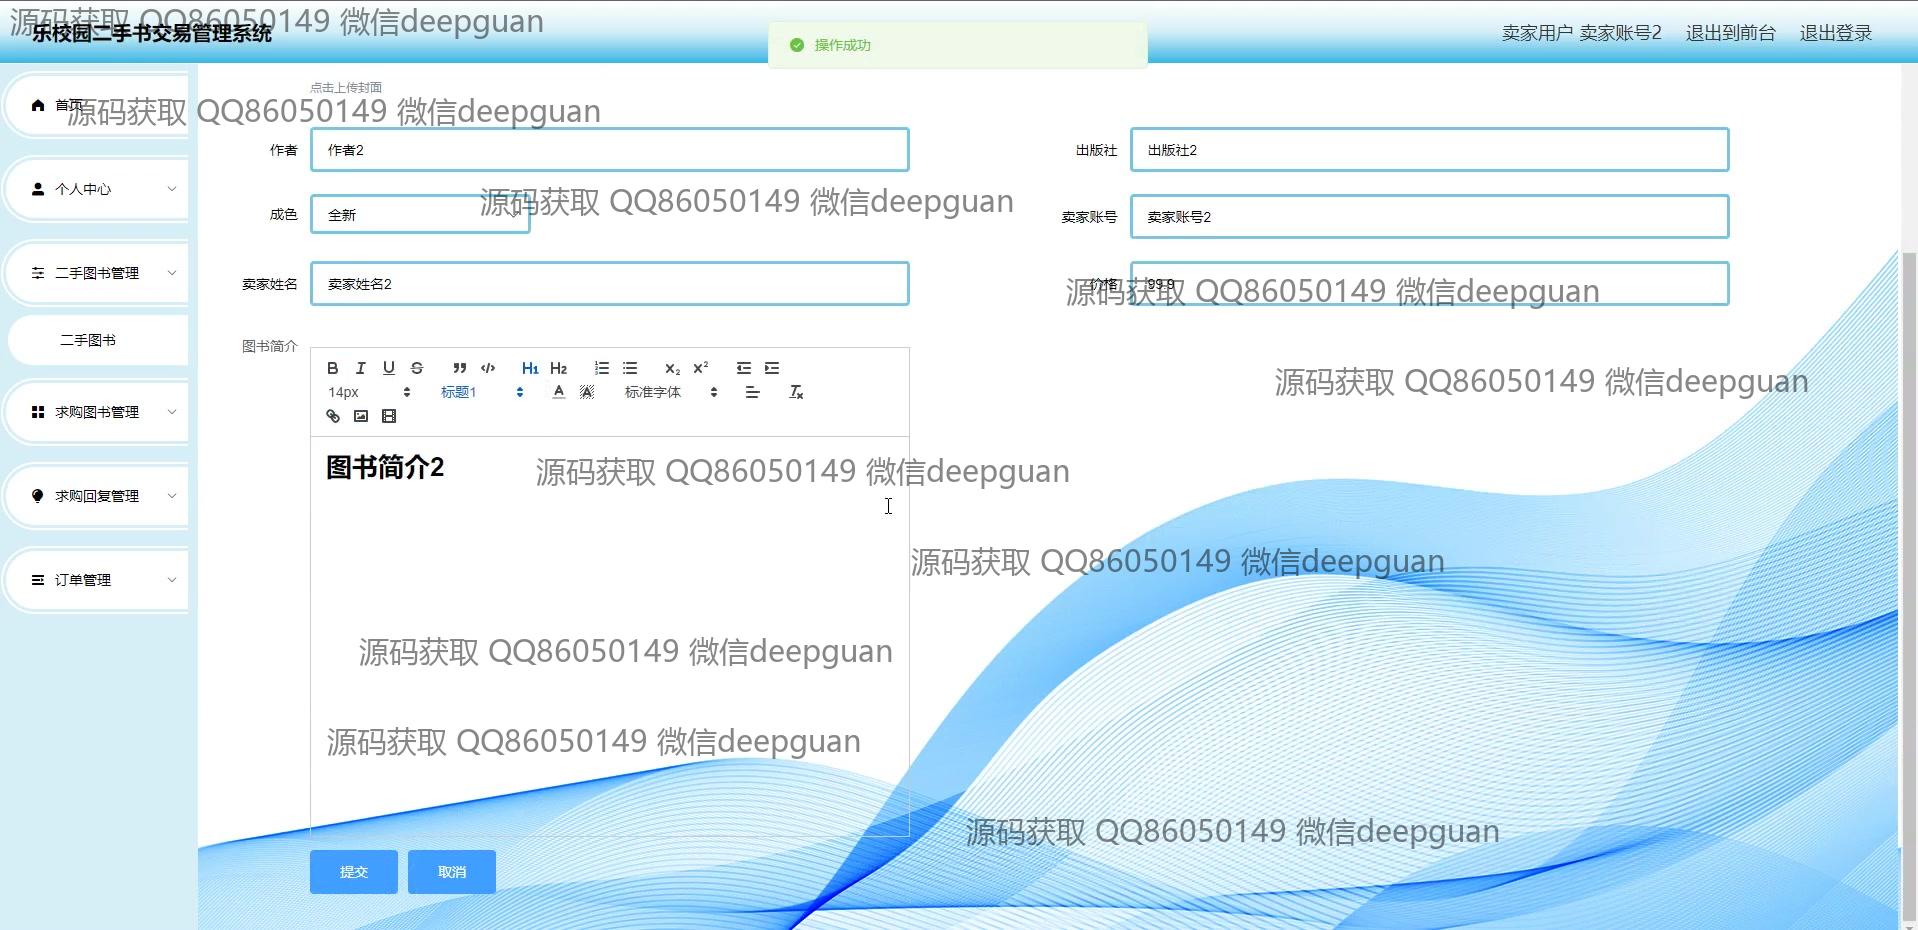 乐校园二手书交易管理系统
源码获取 QQ86050149 微信deepguan
操作成功
卖家用户 卖家账号2
退出到前台
退出登录
点击上传封面
首页
源码获取 QQ86050149 微信deepguan
作者
作者2
出版社
出版社2
个人中心
源码获取 QQ86050149 微信deepguan
成色
全新
卖家账号
卖家账号2
二手图书管理
卖家姓名
卖家姓名2
价格
99.9
源码获取 QQ86050149 微信deepguan
二手图书
图书简介
B I U S H1 H2 X2 X2
源码获取 QQ86050149 微信deepguan
14px
标题1
A A
标准字体
Tx
求购图书管理
图书简介2
源码获取 QQ86050149 微信deepguan
求购回复管理
源码获取 QQ86050149 微信deepguan
订单管理
源码获取 QQ86050149 微信deepguan
源码获取 QQ86050149 微信deepguan
源码获取 QQ86050149 微信deepguan
提交
取消